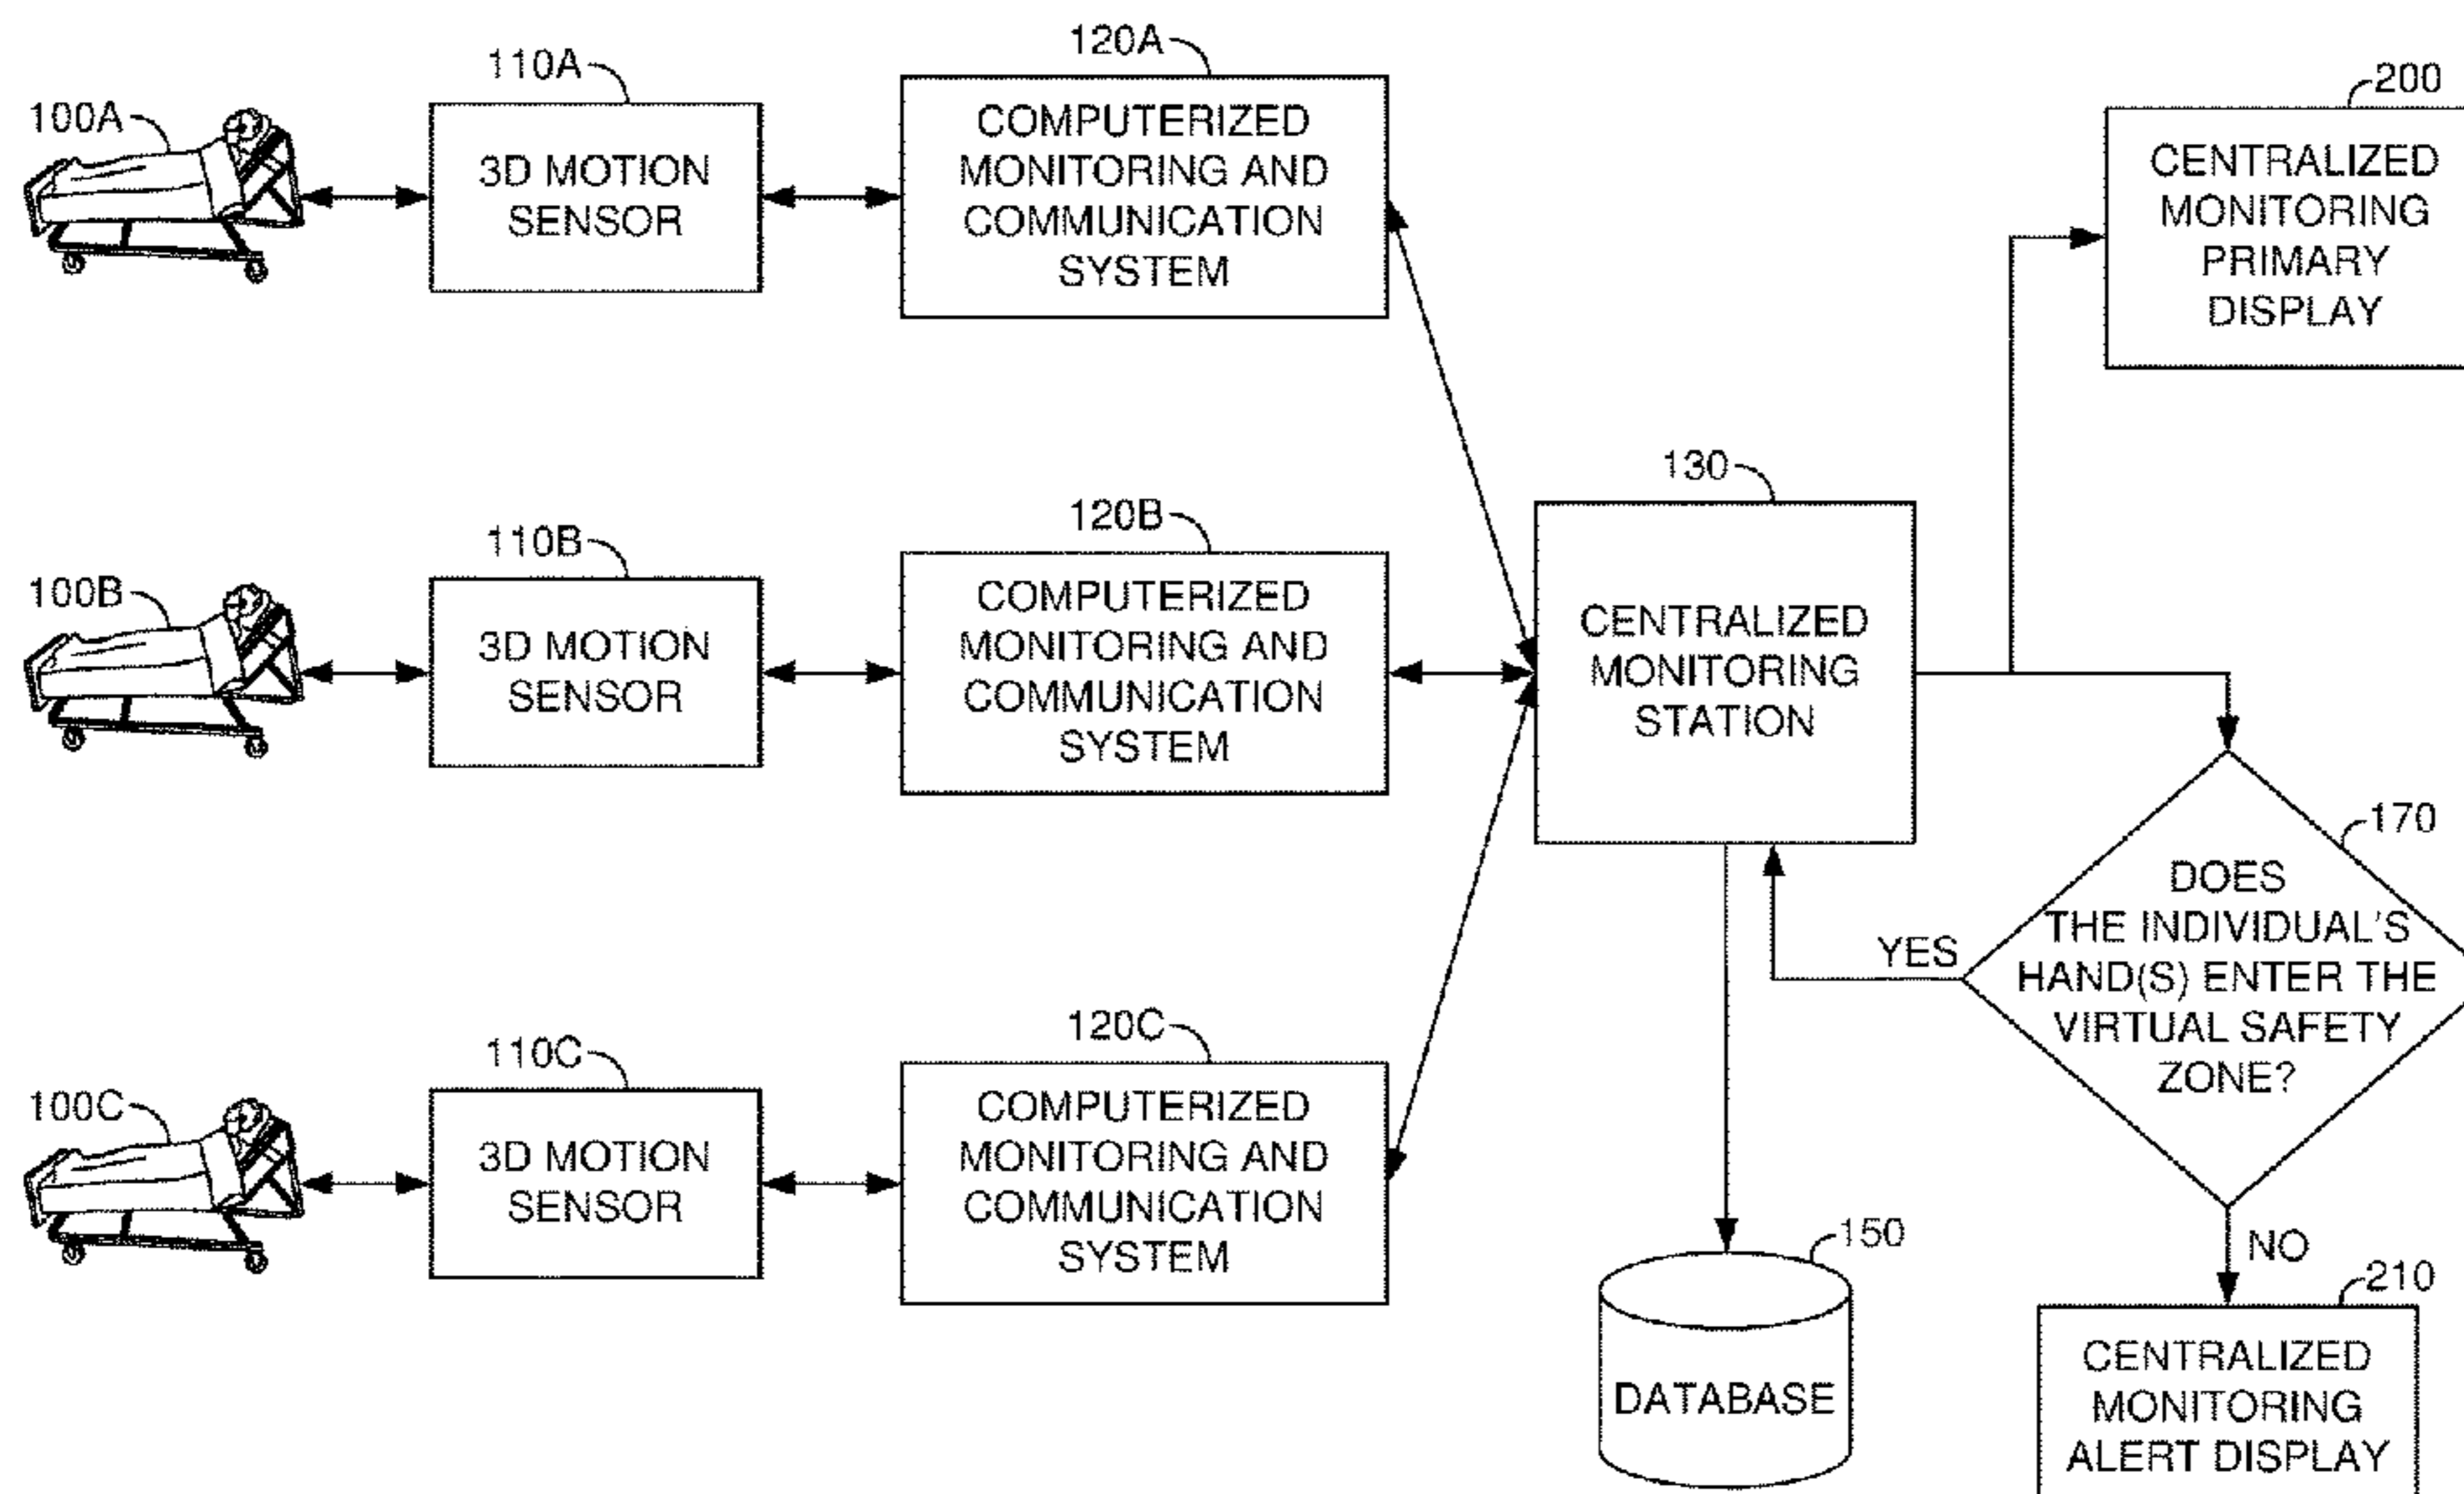 120A
110A
200
100A
3D MOTION
SENSOR
COMPUTERIZED
MONITORING AND
COMMUNICATION
SYSTEM
CENTRALIZED
MONITORING
PRIMARY
DISPLAY
130
120B
110B
100B
3D MOTION
SENSOR
COMPUTERIZED
MONITORING AND
COMMUNICATION
SYSTEM
CENTRALIZED
MONITORING
STATION
170
DOES
THE INDIVIDUAL'S
HAND(S) ENTER THE
VIRTUAL SAFETY
ZONE?
YES
NO
120C
110C
100C
3D MOTION
SENSOR
COMPUTERIZED
MONITORING AND
COMMUNICATION
SYSTEM
150
DATABASE
210
CENTRALIZED
MONITORING
ALERT DISPLAY